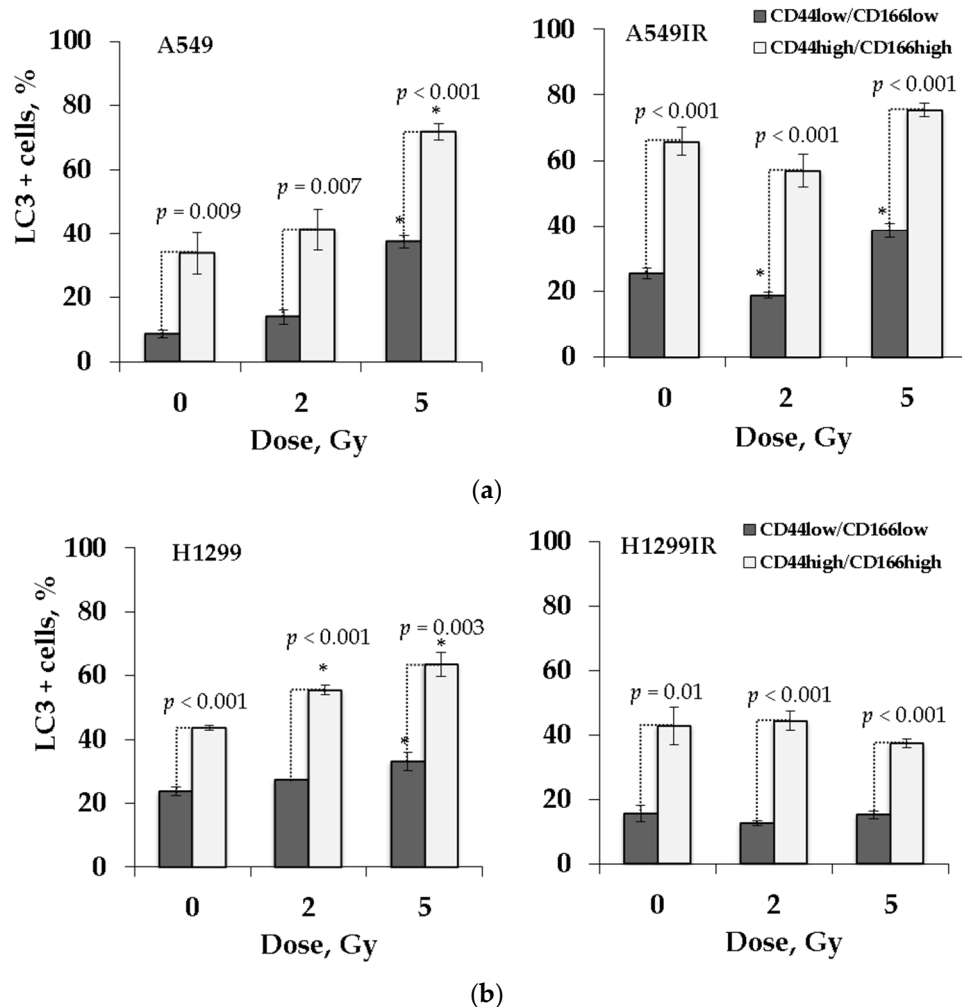 A549
LC3 + cells, %
100
80
60
40
20
0
p = 0.009
p = 0.007
p < 0.001
*
*
0 2 5
Dose, Gy
A549IR
CD44low/CD166low
CD44high/CD166high
100
80
60
40
20
0
p < 0.001
p < 0.001
p < 0.001
*
*
0 2 5
Dose, Gy
(a)
H1299
LC3 + cells, %
100
80
60
40
20
0
p < 0.001
p < 0.001
p = 0.003
*
*
*
0 2 5
Dose, Gy
H1299IR
CD44low/CD166low
CD44high/CD166high
100
80
60
40
20
0
p = 0.01
p < 0.001
p < 0.001
0 2 5
Dose, Gy
(b)